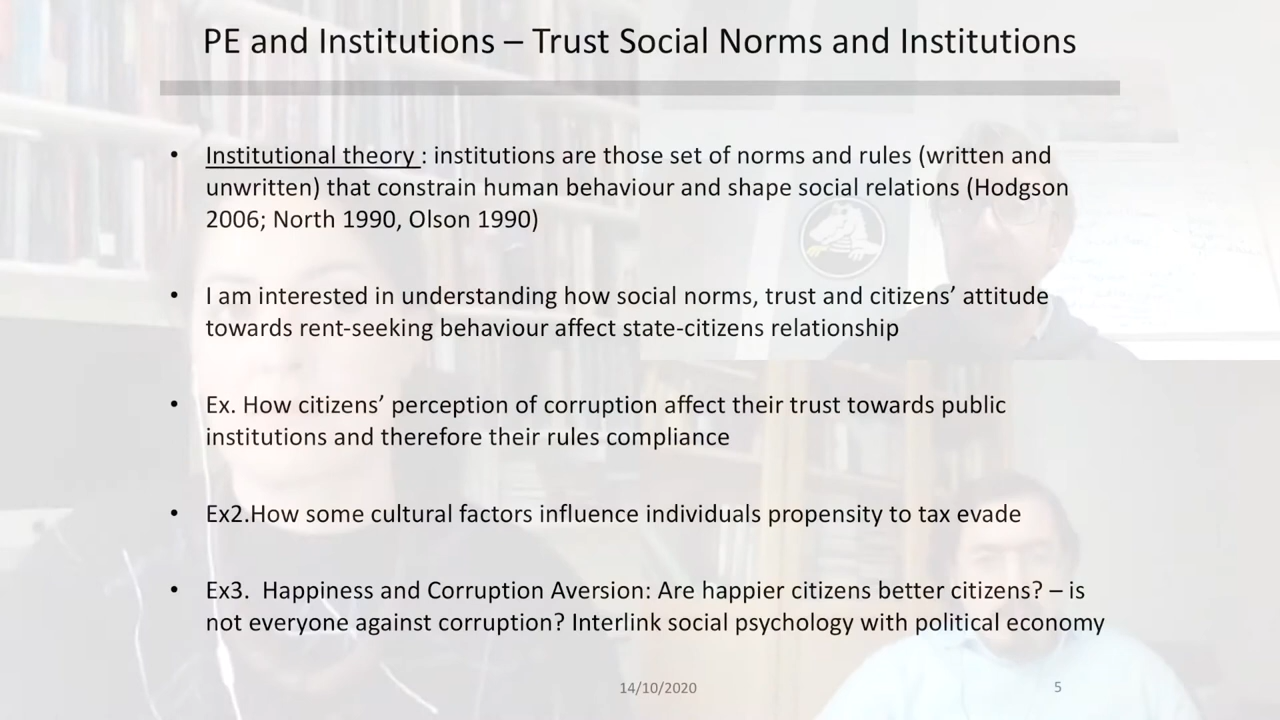 PE and Institutions – Trust Social Norms and Institutions
• Institutional theory : institutions are those set of norms and rules (written and
unwritten) that constrain human behaviour and shape social relations (Hodgson
2006; North 1990, Olson 1990)
• I am interested in understanding how social norms, trust and citizens’ attitude
towards rent-seeking behaviour affect state-citizens relationship
• Ex. How citizens’ perception of corruption affect their trust towards public
institutions and therefore their rules compliance
• Ex2.How some cultural factors influence individuals propensity to tax evade
• Ex3.  Happiness and Corruption Aversion: Are happier citizens better citizens? – is
not everyone against corruption? Interlink social psychology with political economy
14/10/2020
5